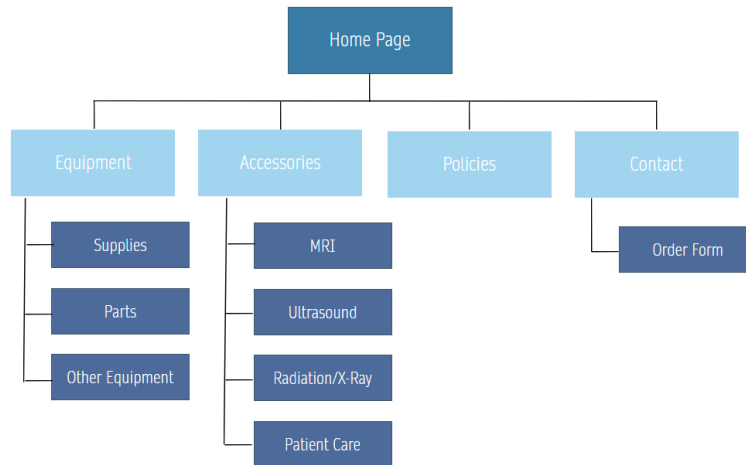 Home Page
Equipment
Accessories
Policies
Contact
Supplies
Parts
Other Equipment
MRI
Ultrasound
Radiation/X-Ray
Patient Care
Order Form